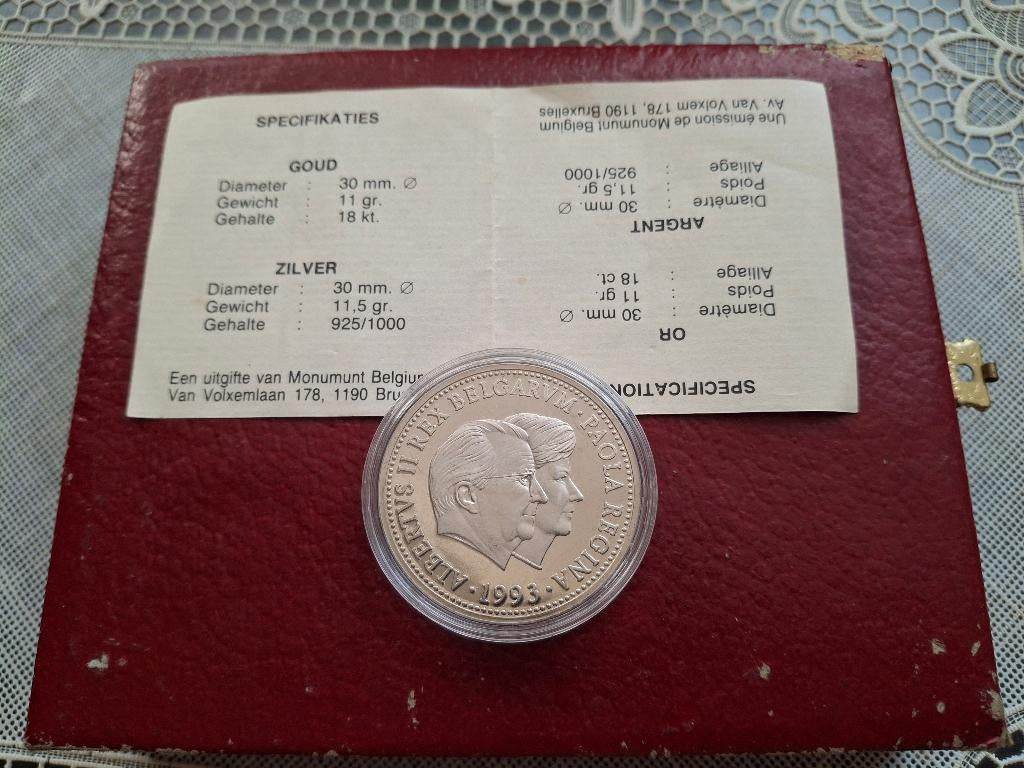 SPECIFIKATIES
GOUD
Diameter : 30 mm. ∅
Gewicht : 11 gr.
Gehalte : 18 kt.
ZILVER
Diameter : 30 mm. ∅
Gewicht : 11,5 gr.
Gehalte : 925/1000
Een uitgifte van Monumunt Belgiu
Van Volxemlaan 178, 1190 Bru
SPECIFICATION
OR
Diamètre : 30 mm. ∅
Poids : 11 gr.
Alliage : 18 ct.
ARGENT
Diamètre : 30 mm. ∅
Poids : 11,5 gr.
Alliage : 925/1000
Une émission de Monumunt Belgium
Av. Van Volxem 178, 1190 Bruxelles
ALBERTVS II REX BELGARVM · PAOLA REGINA
· 1993 ·